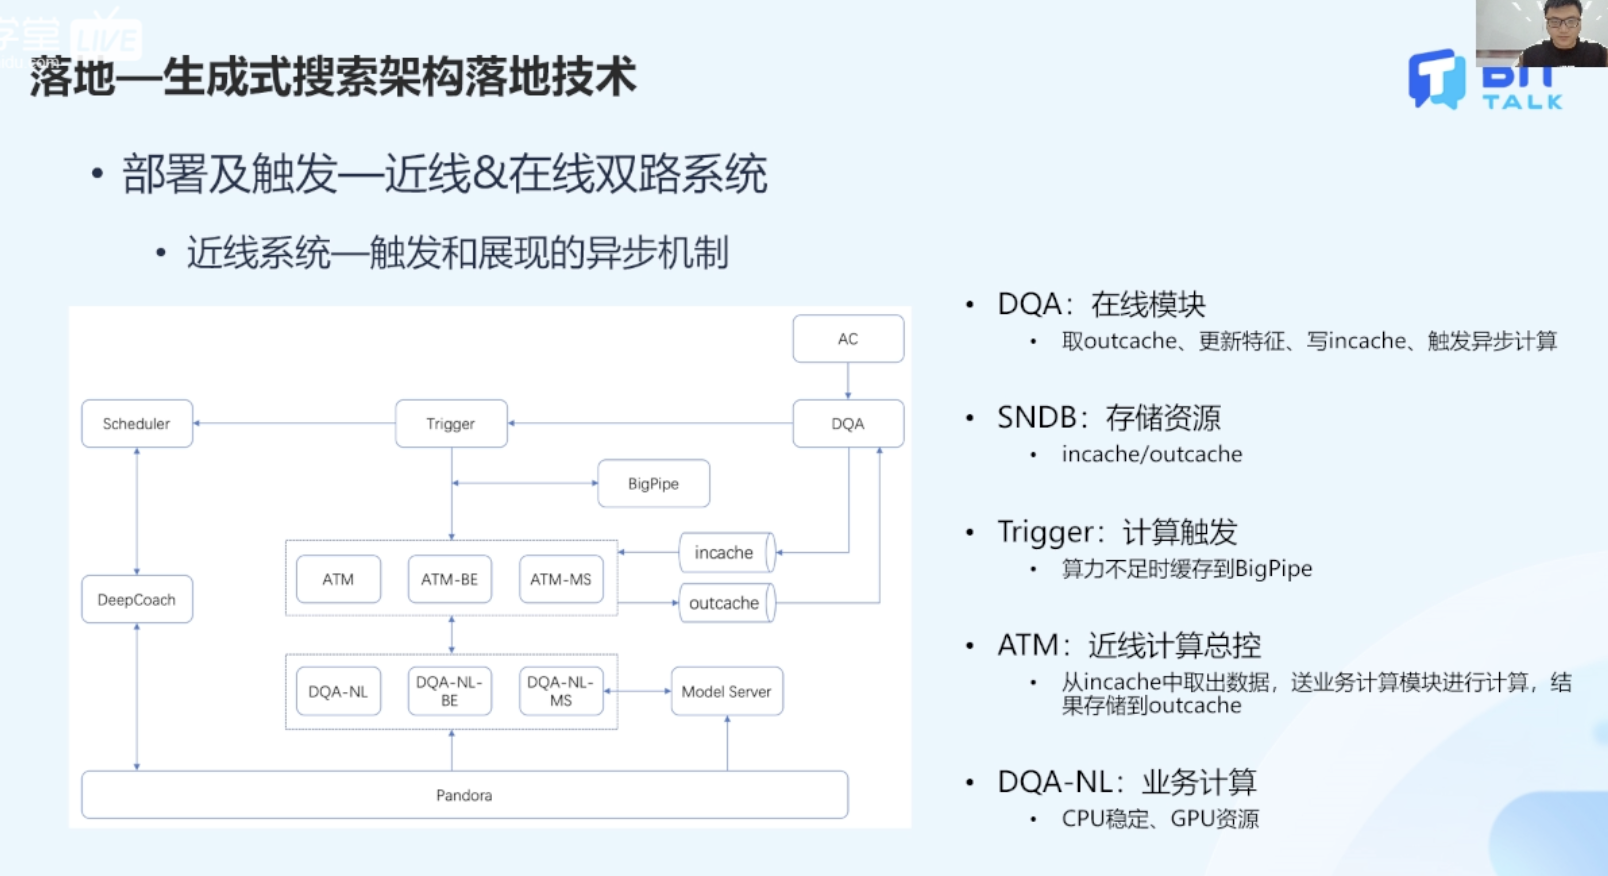 学堂 LIVE
idu.com
落地—生成式搜索架构落地技术
BIT
TALK
• 部署及触发—近线&在线双路系统
• 近线系统—触发和展现的异步机制
AC
Scheduler
Trigger
DQA
BigPipe
incache
ATM
ATM-BE
ATM-MS
DeepCoach
outcache
DQA-NL
DQA-NL-
BE
DQA-NL-
MS
Model Server
Pandora
• DQA：在线模块
• 取outcache、更新特征、写incache、触发异步计算
• SNDB：存储资源
• incache/outcache
• Trigger：计算触发
• 算力不足时缓存到BigPipe
• ATM：近线计算总控
• 从incache中取出数据，送业务计算模块进行计算，结
果存储到outcache
• DQA-NL：业务计算
• CPU稳定、GPU资源